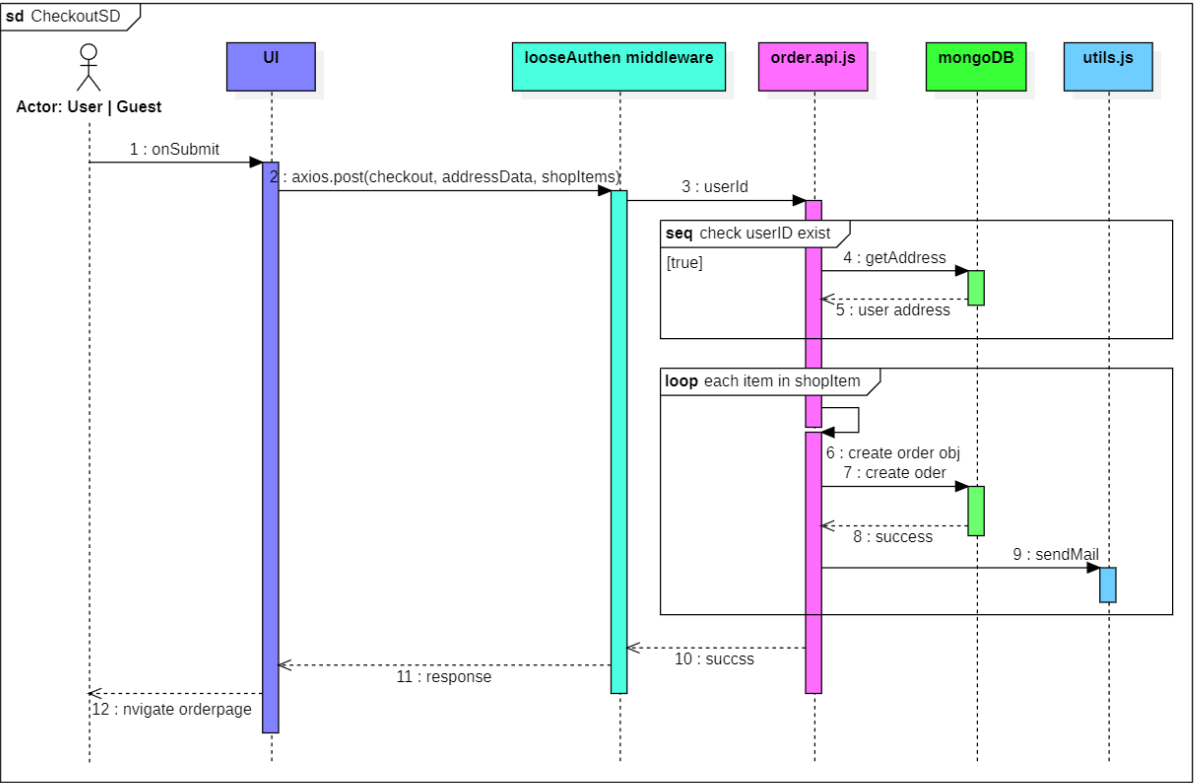 sd CheckoutSD
UI
looseAuthen middleware
order.api.js
mongoDB
utils.js
Actor: User | Guest
1 : onSubmit
2 : axios.post(checkout, addressData, shopItems)
3 : userId
seq check userID exist
[true]
4 : getAddress
5 : user address
loop each item in shopItem
6 : create order obj
7 : create oder
8 : success
9 : sendMail
10 : succss
11 : response
12 : nvigate orderpage